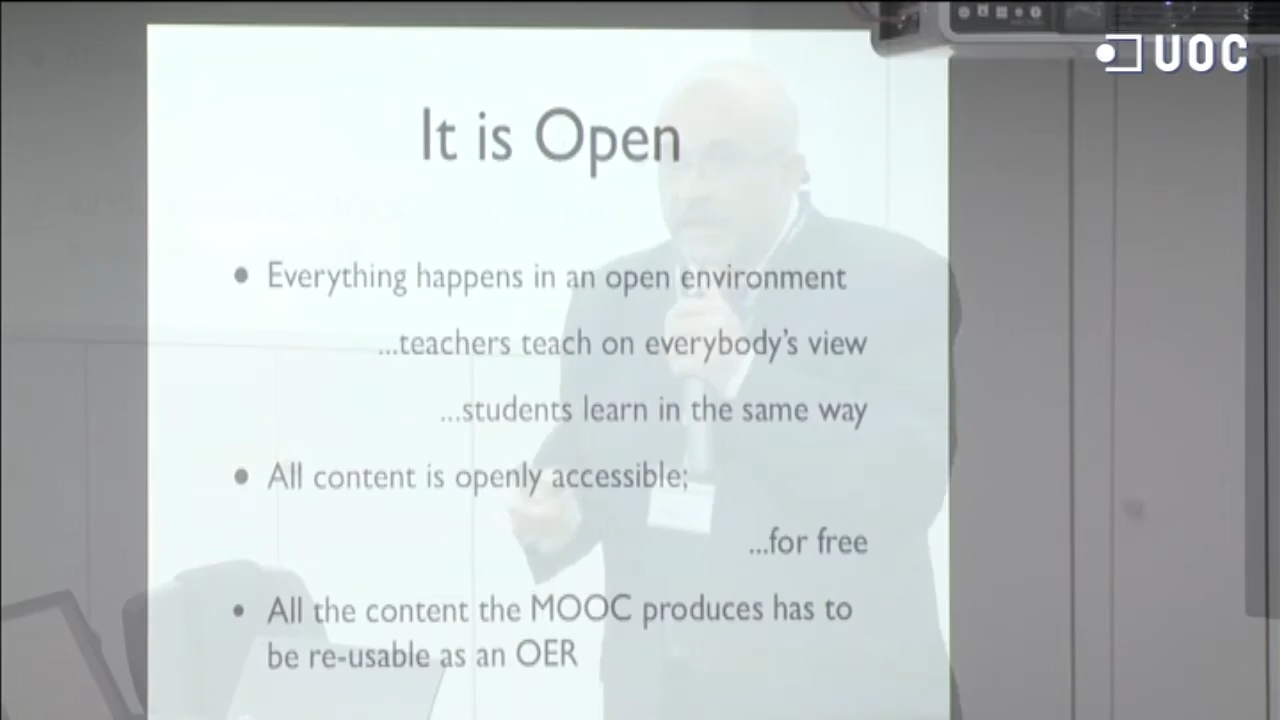 UOC
It is Open
Everything happens in an open environment
...teachers teach on everybody's view
...students learn in the same way
All content is openly accessible;
...for free
All the content the MOOC produces has to
be re-usable as an OER